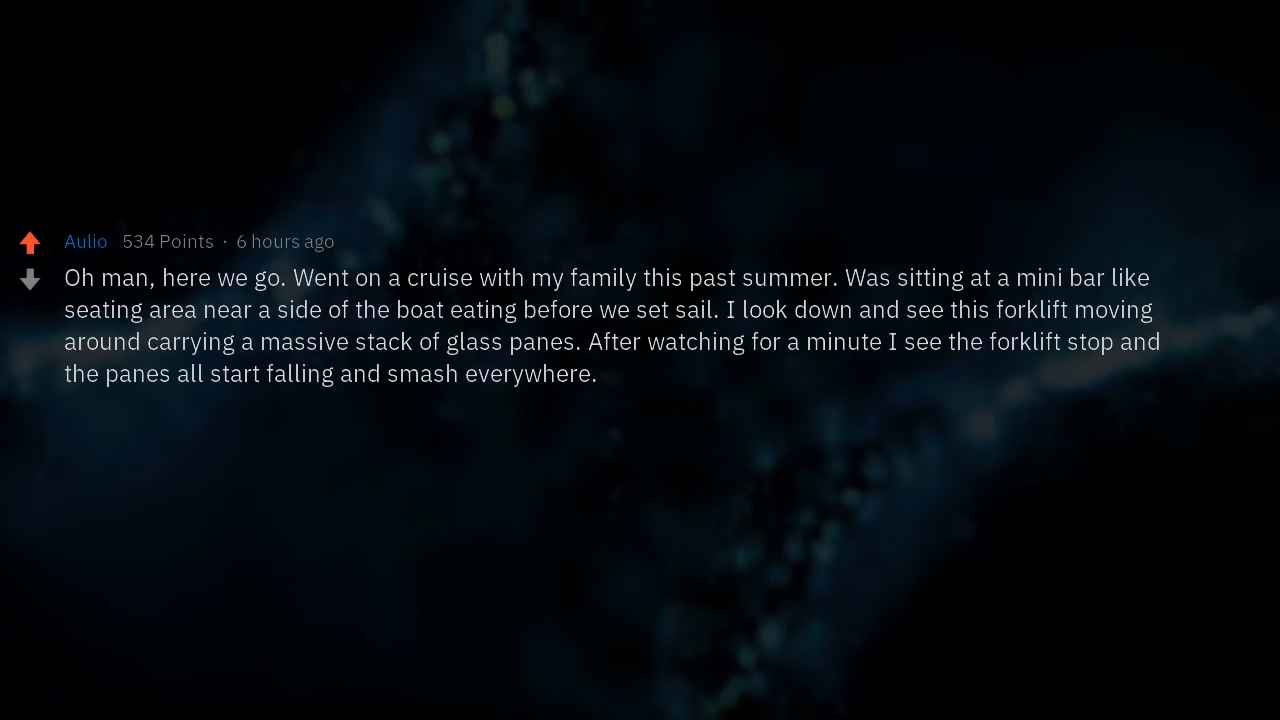 Aulio 534 Points · 6 hours ago
Oh man, here we go. Went on a cruise with my family this past summer. Was sitting at a mini bar like
seating area near a side of the boat eating before we set sail. I look down and see this forklift moving
around carrying a massive stack of glass panes. After watching for a minute I see the forklift stop and
the panes all start falling and smash everywhere.